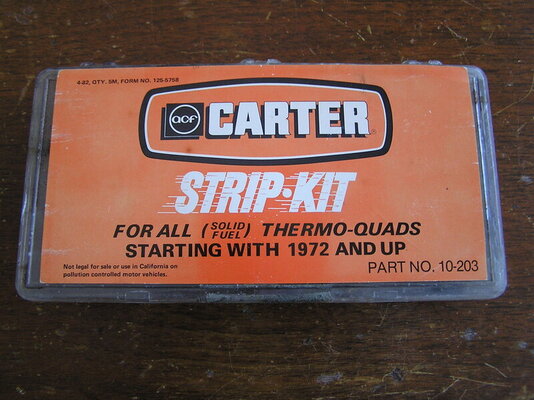 4-82, QTY. 5M, FORM NO. 125-5758
acf CARTER
STRIP-KIT
FOR ALL (SOLID FUEL) THERMO-QUADS
STARTING WITH 1972 AND UP
Not legal for sale or use in California on
pollution controlled motor vehicles.
PART NO. 10-203